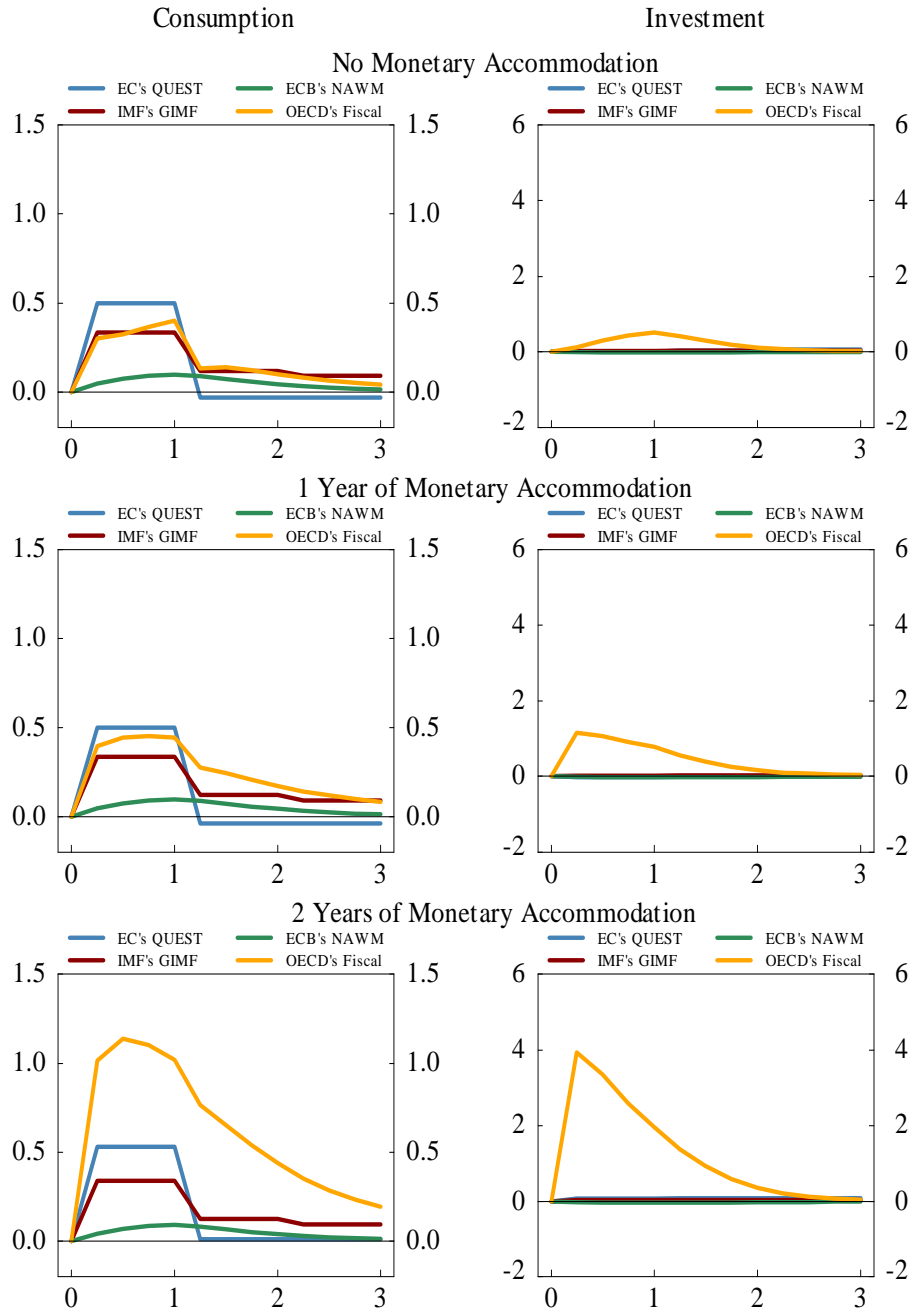 Consumption Investment
No Monetary Accommodation
EC's QUEST ECB's NAWM EC's QUEST ECB's NAWM
IMF's GIMF OECD's Fiscal IMF's GIMF OECD's Fiscal
1.5 1.5 6 6
4 4
1.0 1.0
2 2
0.5 0.5
0 0
0.0 0.0
-2 -2
0 1 2 3 0 1 2 3
1 Year of Monetary Accommodation
EC's QUEST ECB's NAWM EC's QUEST ECB's NAWM
IMF's GIMF OECD's Fiscal IMF's GIMF OECD's Fiscal
1.5 1.5 6 6
4 4
1.0 1.0
2 2
0.5 0.5
0 0
0.0 0.0
-2 -2
0 1 2 3 0 1 2 3
2 Years of Monetary Accommodation
EC's QUEST ECB's NAWM EC's QUEST ECB's NAWM
IMF's GIMF OECD's Fiscal IMF's GIMF OECD's Fiscal
1.5 1.5 6 6
4 4
1.0 1.0
2 2
0.5 0.5
0 0
0.0 0.0
-2 -2
0 1 2 3 0 1 2 3